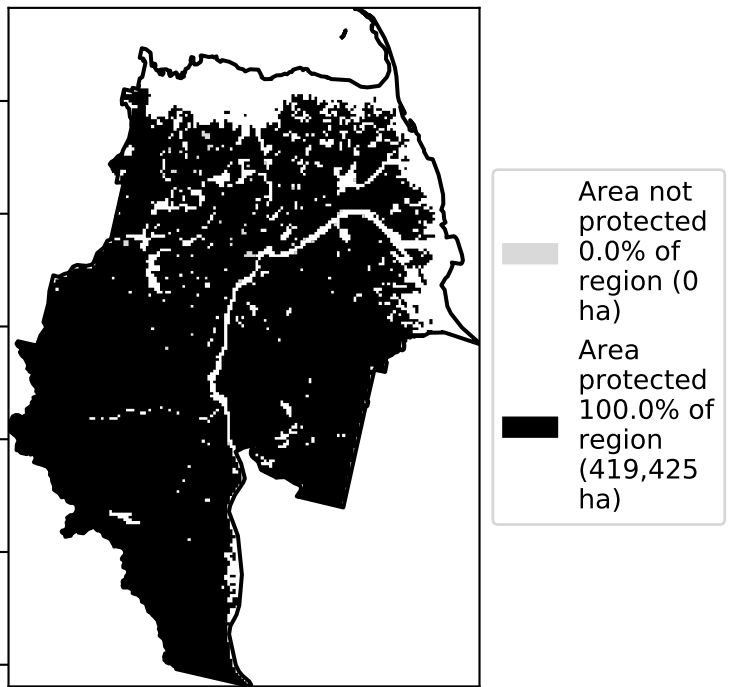 Area not
protected
0.0% of
region (0
ha)
Area
protected
100.0% of
region
(419,425
ha)